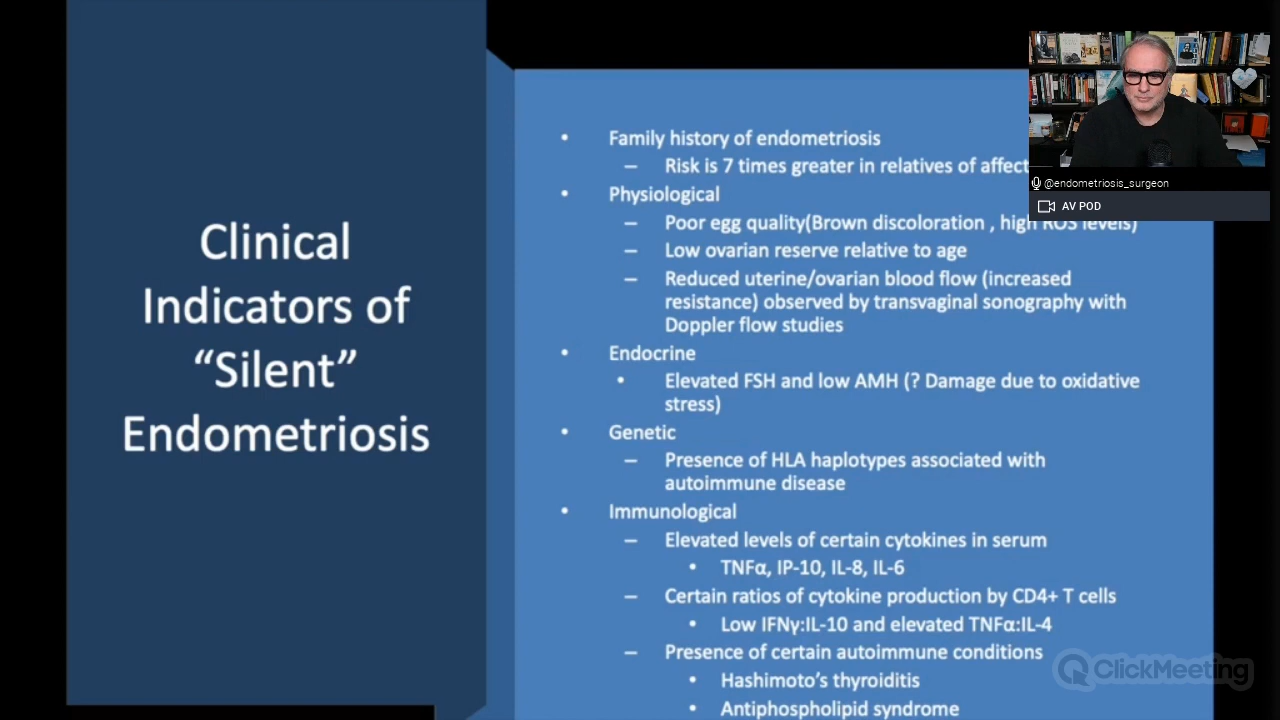 Clinical
Indicators of
“Silent”
Endometriosis
• Family history of endometriosis
– Risk is 7 times greater in relatives of
• Physiological
– Poor egg quality(Brown discoloration , high ROS levels)
– Low ovarian reserve relative to age
– Reduced uterine/ovarian blood flow (increased
resistance) observed by transvaginal sonography with
Doppler flow studies
• Endocrine
• Elevated FSH and low AMH (? Damage due to oxidative
stress)
• Genetic
– Presence of HLA haplotypes associated with
autoimmune disease
• Immunological
– Elevated levels of certain cytokines in serum
• TNFα, IP-10, IL-8, IL-6
– Certain ratios of cytokine production by CD4+ T cells
• Low IFNγ:IL-10 and elevated TNFα:IL-4
– Presence of certain autoimmune conditions
• Hashimoto’s thyroiditis
• Antiphospholipid syndrome
@endometriosis_surgeon
AV POD
ClickMeeting